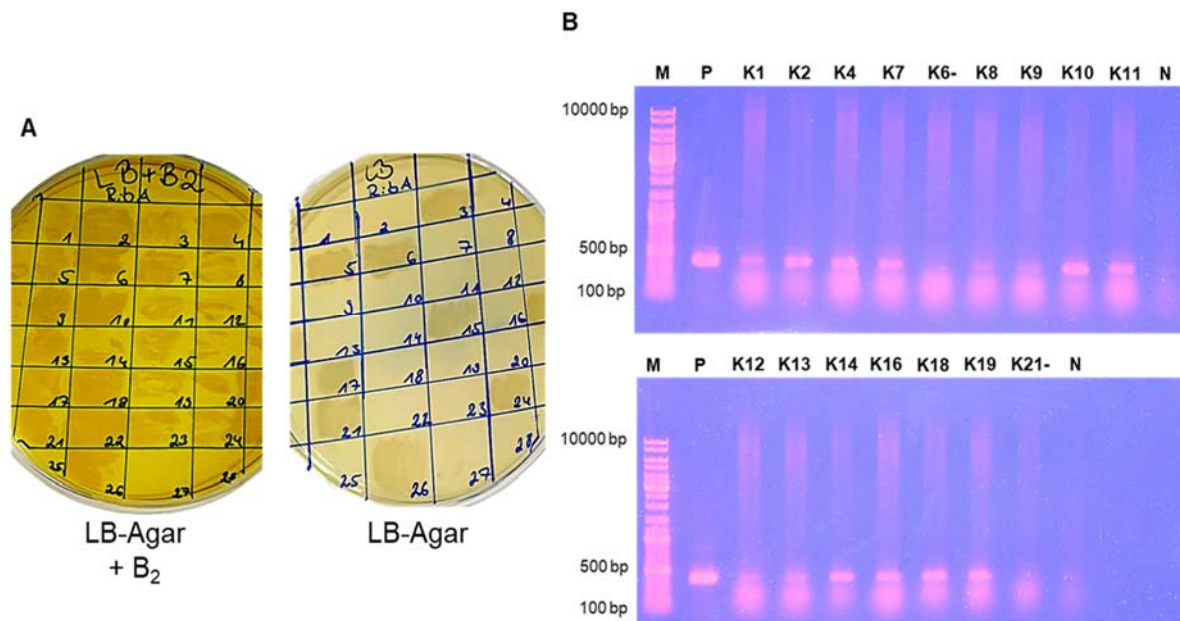 A
LB+B2
RibA
1 2 3 4
5 6 7 8
9 10 11 12
13 14 15 16
17 18 19 20
21 22 23 24
25 26 27 28
LB-Agar
+ B₂
LB
RibA
1 2 3 4
5 6 7 8
9 10 11 12
13 14 15 16
17 18 19 20
21 22 23 24
25 26 27 28
LB-Agar
B
M P K1 K2 K4 K7 K6- K8 K9 K10 K11 N
10000 bp
500 bp
100 bp
M P K12 K13 K14 K16 K18 K19 K21- N
10000 bp
500 bp
100 bp